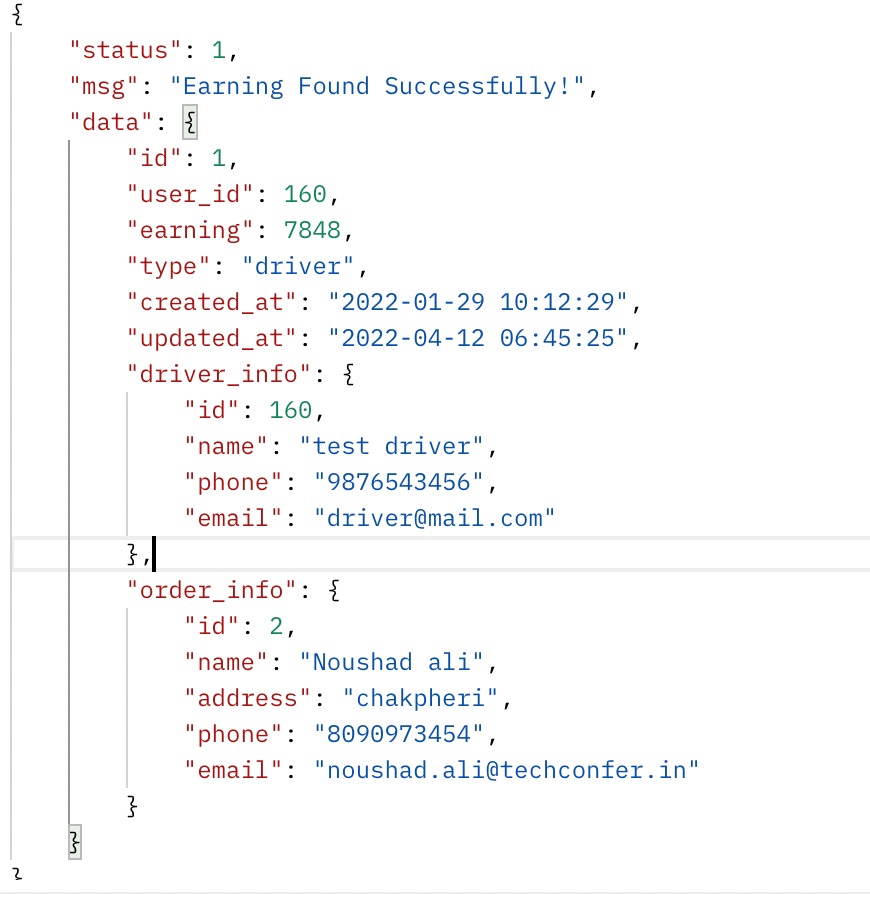 {
    "status": 1,
    "msg": "Earning Found Successfully!",
    "data": {
        "id": 1,
        "user_id": 160,
        "earning": 7848,
        "type": "driver",
        "created_at": "2022-01-29 10:12:29",
        "updated_at": "2022-04-12 06:45:25",
        "driver_info": {
            "id": 160,
            "name": "test driver",
            "phone": "9876543456",
            "email": "driver@mail.com"
        },
        "order_info": {
            "id": 2,
            "name": "Noushad ali",
            "address": "chakpheri",
            "phone": "8090973454",
            "email": "noushad.ali@techconfer.in"
        }
    }
}